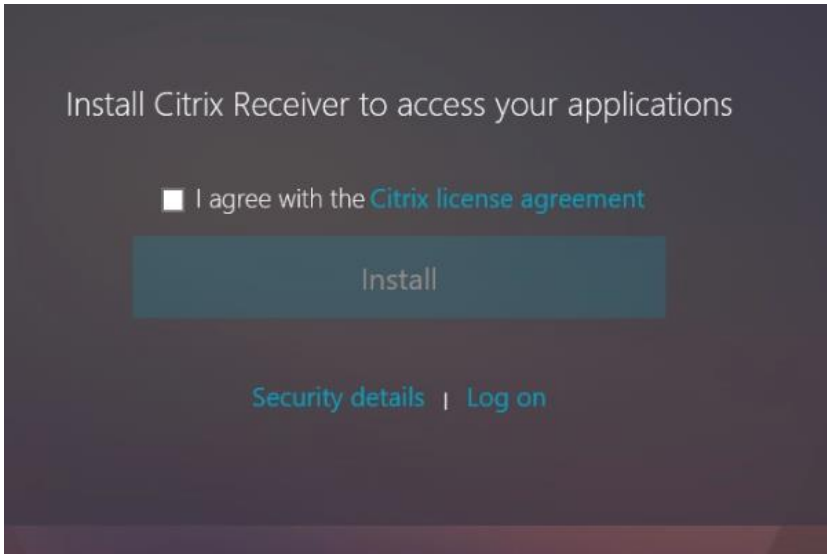 Install Citrix Receiver to access your applications
I agree with the Citrix license agreement
Install
Security details | Log on